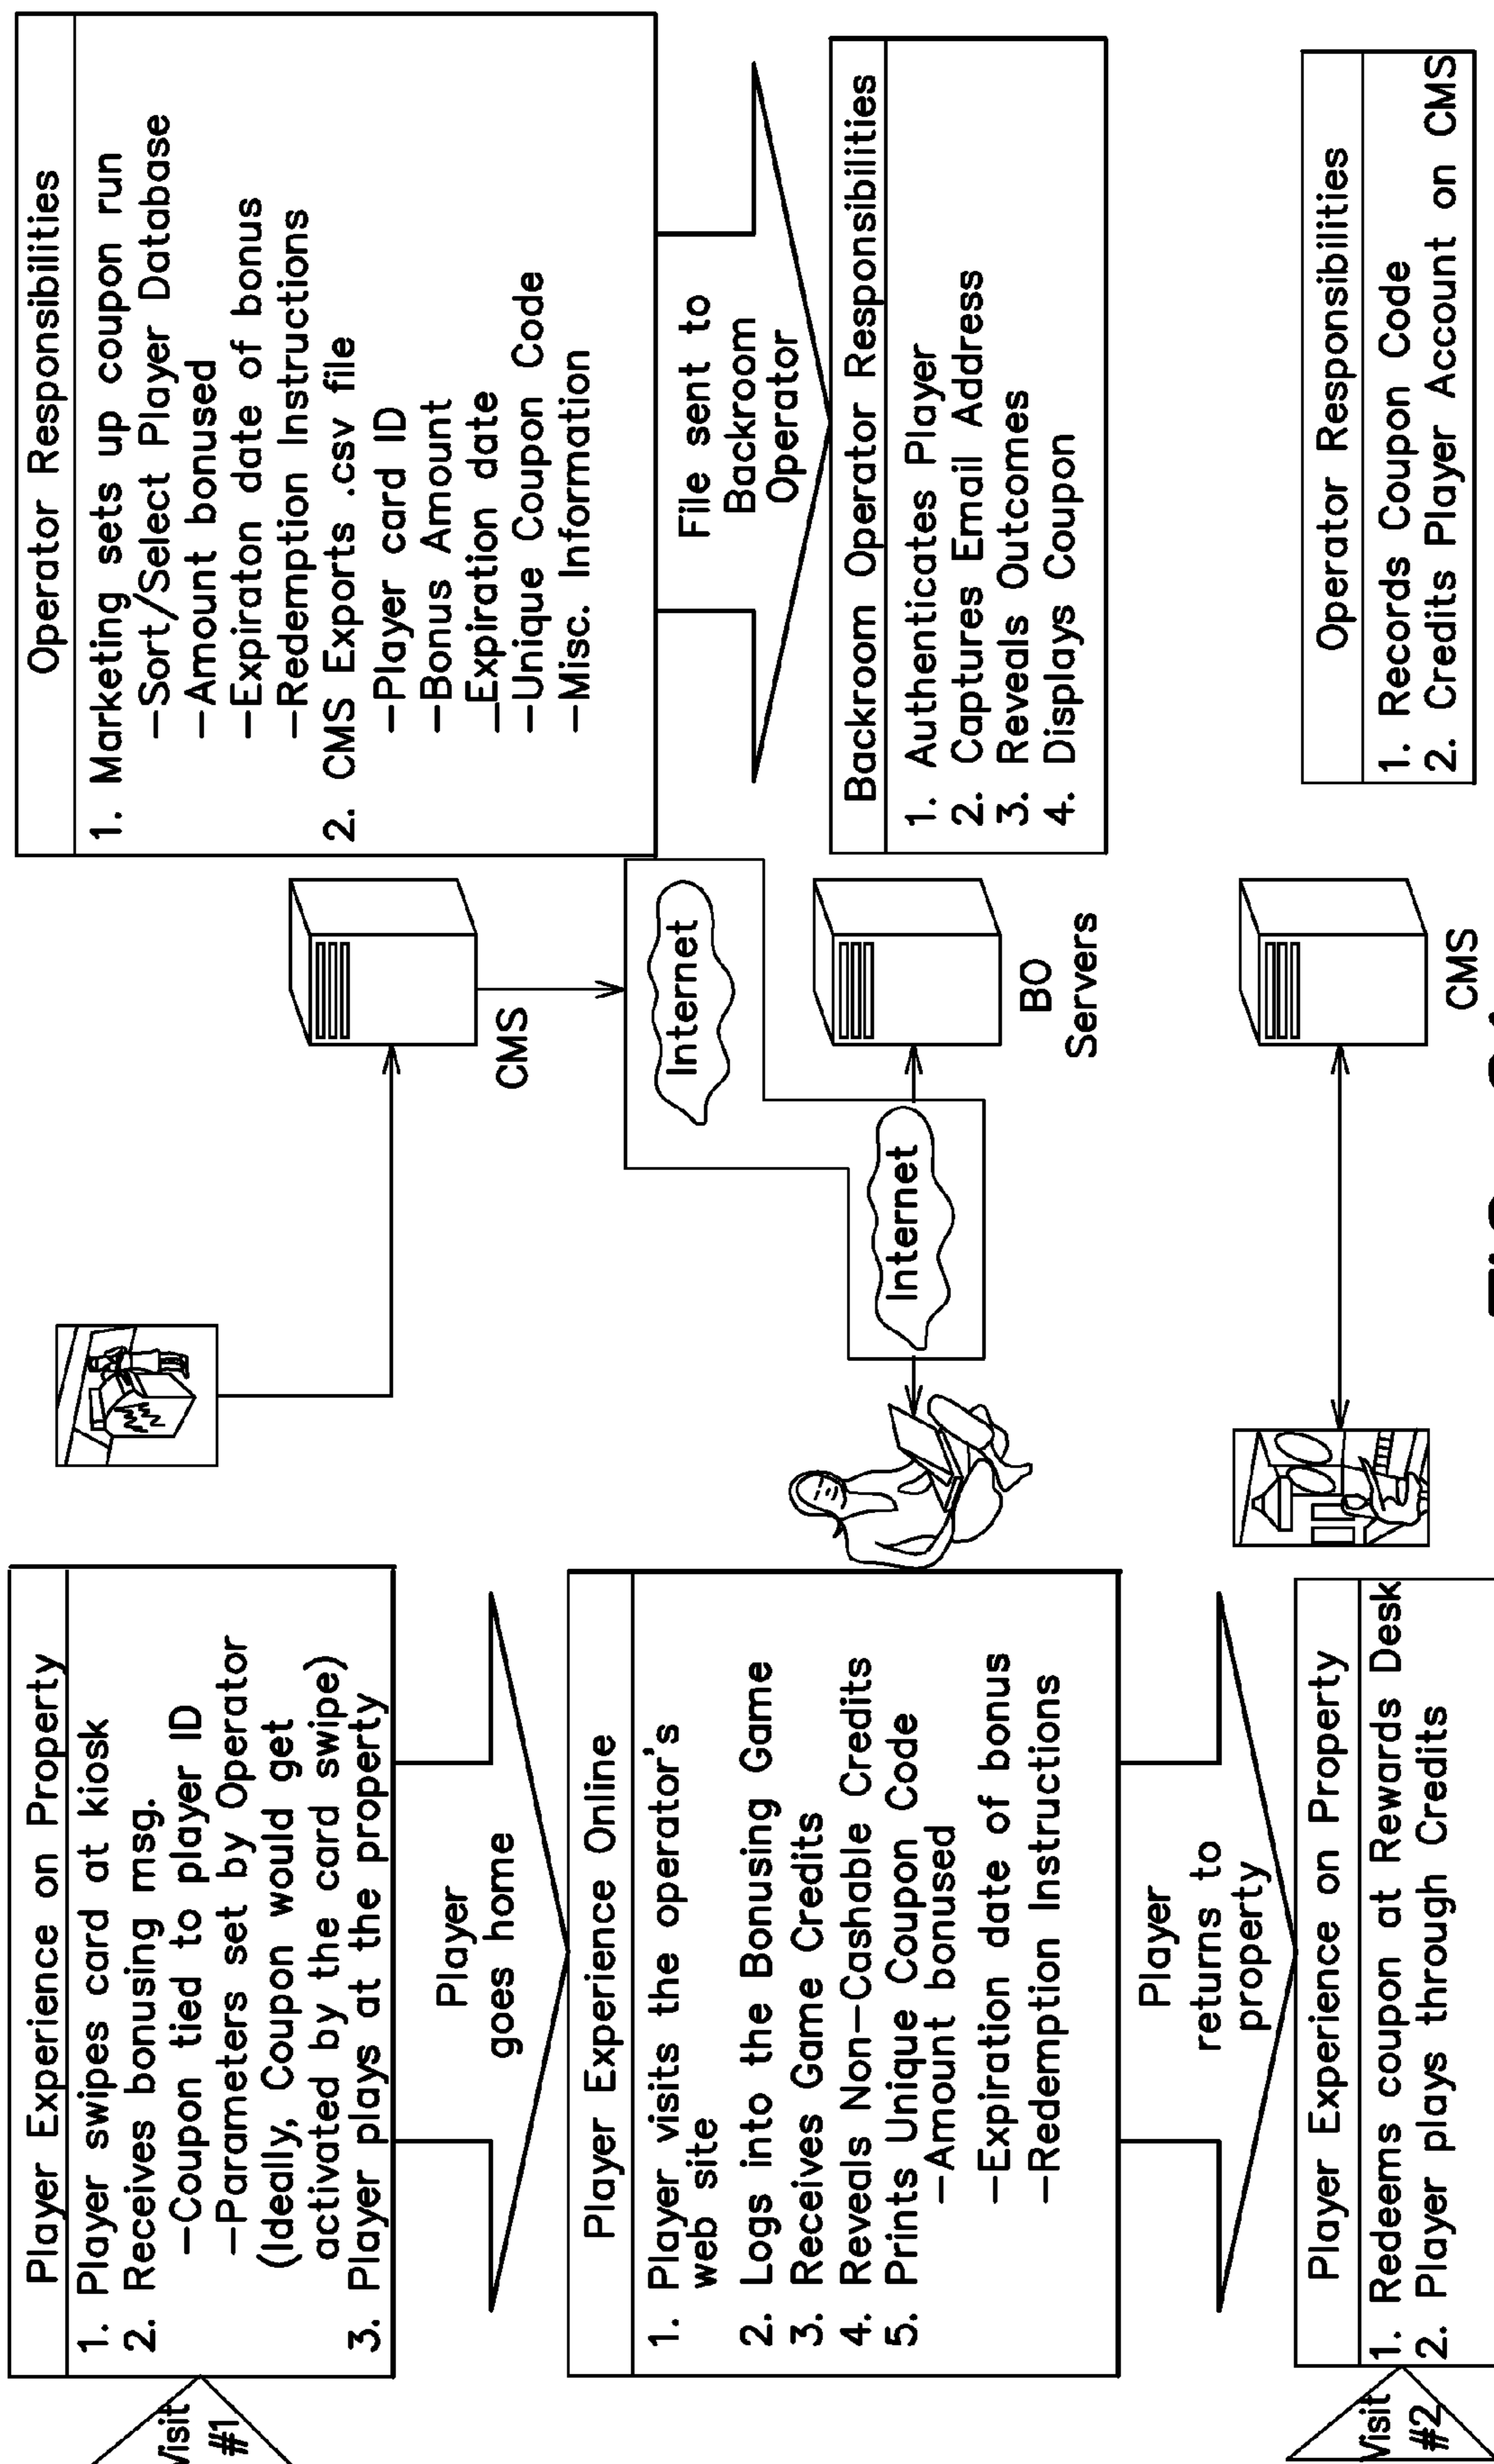 Visit
#1
Player Experience on Property
1. Player swipes card at kiosk
2. Receives bonusing msg.
–Coupon tied to player ID
–Parameters set by Operator
(Ideally, Coupon would get
activated by the card swipe)
3. Player plays at the property
Player
goes home
Player Experience Online
1. Player visits the operator's
web site
2. Logs into the Bonusing Game
3. Receives Game Credits
4. Reveals Non–Cashable Credits
5. Prints Unique Coupon Code
–Amount bonused
–Expiration date of bonus
–Redemption Instructions
Player
returns to
property
Visit
#2
Player Experience on Property
1. Redeems coupon at Rewards Desk
2. Player plays through Credits
CMS
Internet
Internet
BO
Servers
CMS
Operator Responsibilities
1. Marketing sets up coupon run
–Sort/Select Player Database
–Amount bonused
–Expiraton date of bonus
–Redemption Instructions
2. CMS Exports .csv file
–Player card ID
–Bonus Amount
–Expiration date
–Unique Coupon Code
–Misc. Information
File sent to
Backroom
Operator
Backroom Operator Responsibilities
1. Authenticates Player
2. Captures Email Address
3. Reveals Outcomes
4. Displays Coupon
Operator Responsibilities
1. Records Coupon Code
2. Credits Player Account on CMS